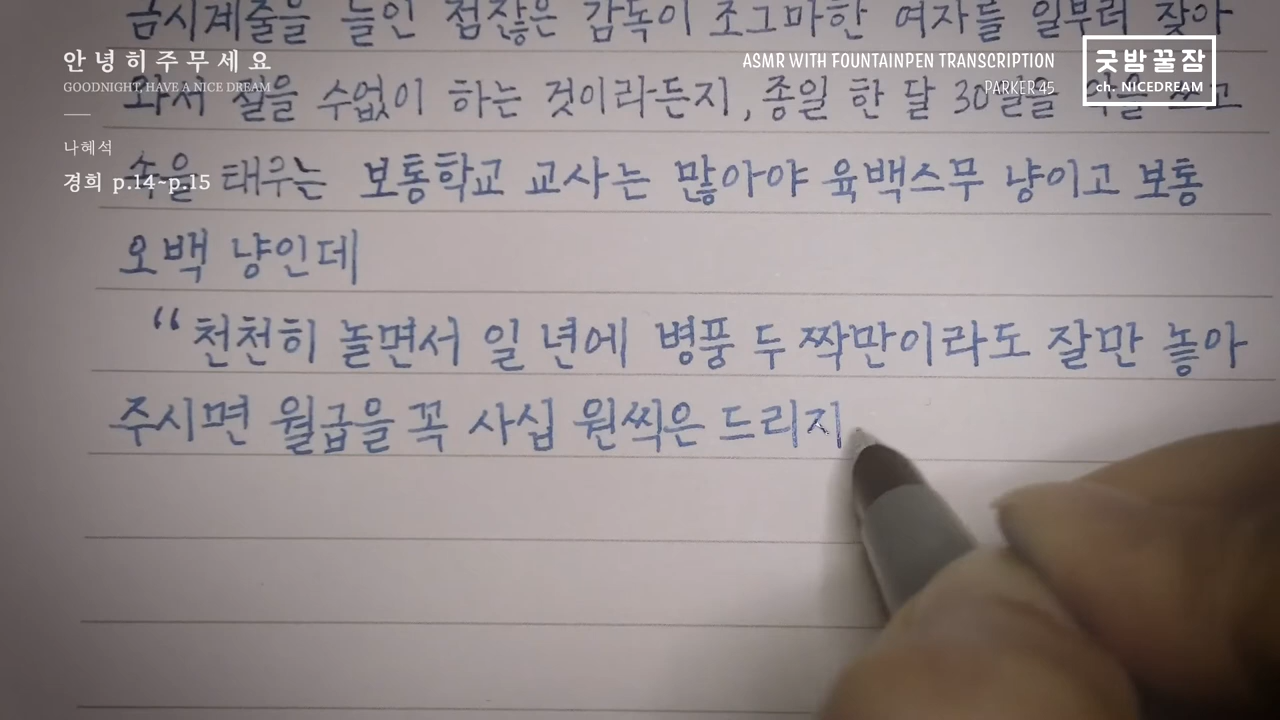 금시계줄을 늘인 점잖은 감독이 조그마한 여자를 일부러 찾아
와서 절을 수없이 하는 것이라든지, 종일 한 달 30일을 악을 쓰고
속을 태우는 보통학교 교사는 많아야 육백스무 냥이고 보통
오백 냥인데
“천천히 놀면서 일 년에 병풍 두 짝만이라도 잘만 놓아
주시면 월급을 꼭 사십 원씩은 드리지
안녕히주무세요
GOODNIGHT, HAVE A NICE DREAM
나혜석
경희 p.14~p.15
ASMR WITH FOUNTAINPEN TRANSCRIPTION
PARKER 45
굿밤꿀잠
ch. NICEDREAM